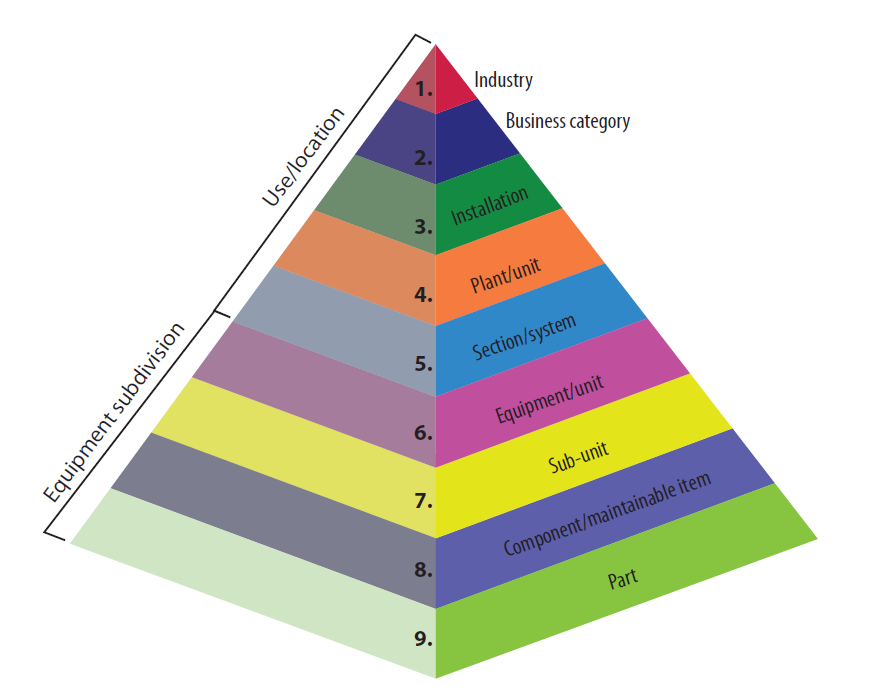 Use/location
Equipment subdivision
1. Industry
2. Business category
3. Installation
4. Plant/unit
5. Section/system
6. Equipment/unit
7. Sub-unit
8. Component/maintainable item
9. Part